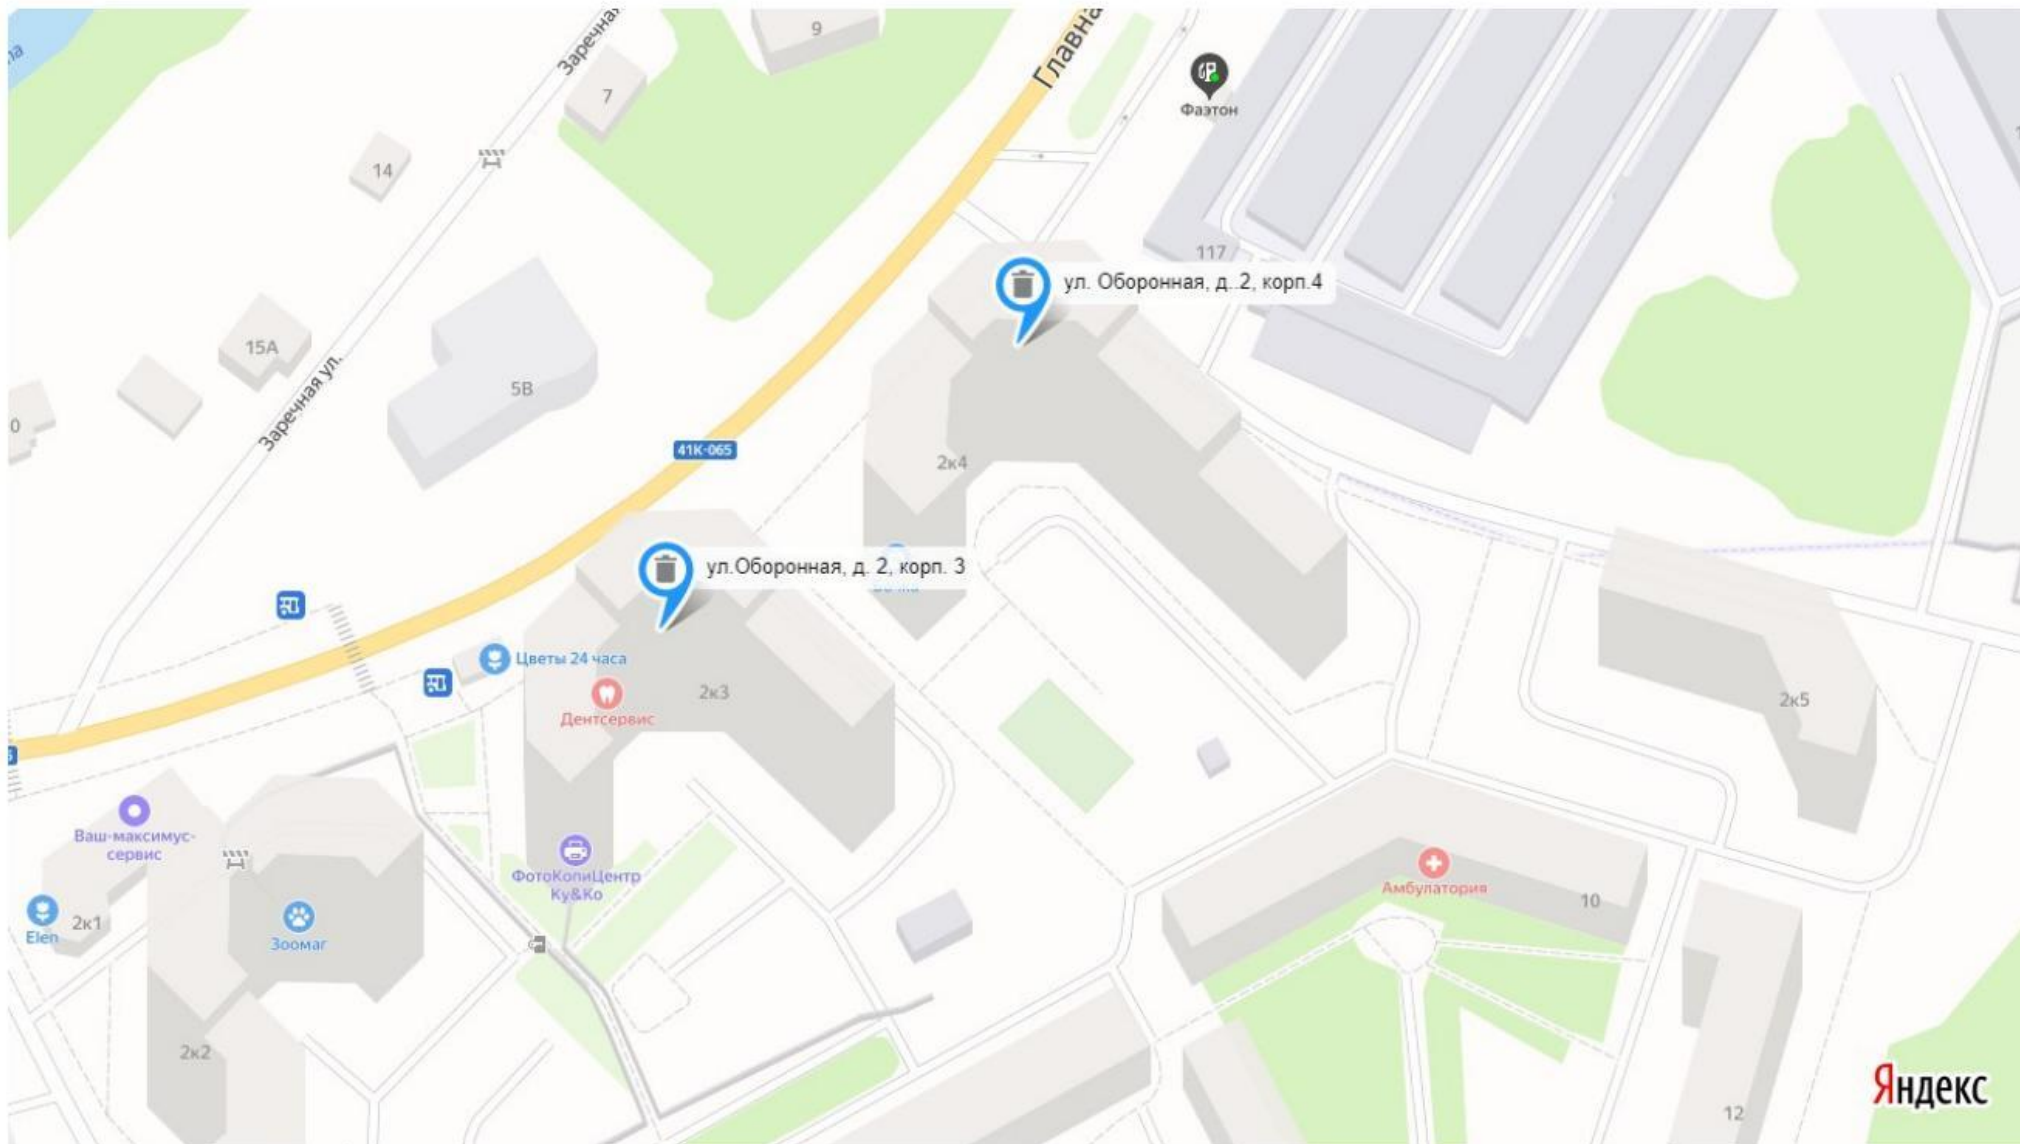 Заречная
9
Главна
7
Фаэтон
14
117
ул. Оборонная, д..2, корп.4
15А
5В
Заречная ул.
0
41К-065
2к4
ул.Оборонная, д. 2, корп. 3
Цветы 24 часа
2к3
Дентсервис
2к5
Ваш-максимус-
сервис
ФотоКопиЦентр
Ку&Ко
Амбулатория
10
2к1
Elen
Зоомаг
2к2
12
Яндекс